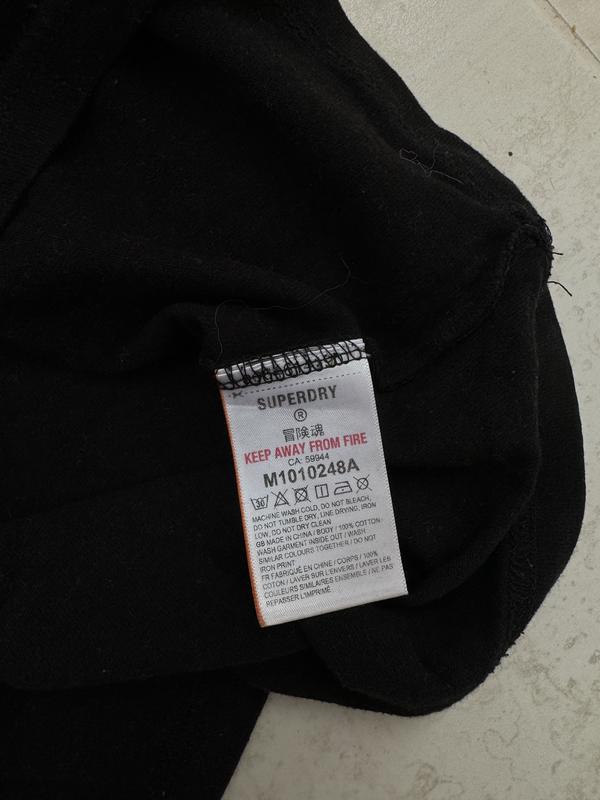 SUPERDRY
®
冒険魂
KEEP AWAY FROM FIRE
CA: 59944
M1010248A
30
MACHINE WASH COLD, DO NOT BLEACH,
DO NOT TUMBLE DRY, LINE DRYING, IRON
LOW, DO NOT DRY CLEAN
GB MADE IN CHINA / BODY / 100% COTTON
WASH GARMENT INSIDE OUT / WASH
SIMILAR COLOURS TOGETHER / DO NOT
IRON PRINT
FR FABRIQUÉ EN CHINE / CORPS / 100%
COTON / LAVER SUR L'ENVERS / LAVER LES
COULEURS SIMILAIRES ENSEMBLE / NE PAS
REPASSER L'IMPRIMÉ